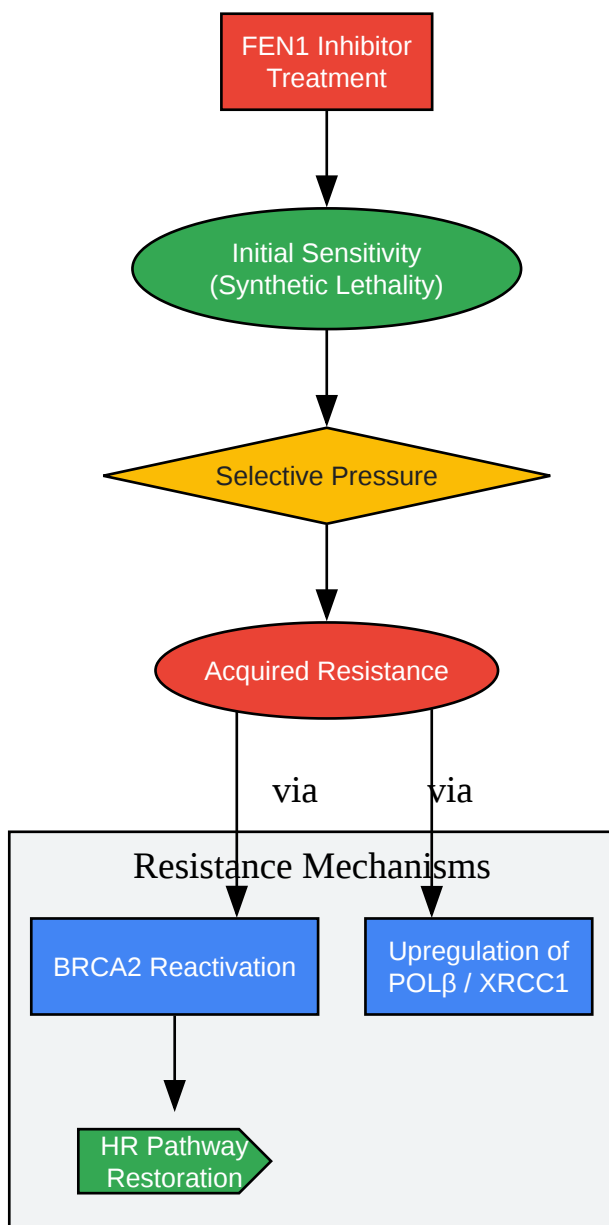 FEN1 Inhibitor
Treatment
Initial Sensitivity
(Synthetic Lethality)
Selective Pressure
Acquired Resistance
via
via
Resistance Mechanisms
BRCA2 Reactivation
Upregulation of
POLβ / XRCC1
HR Pathway
Restoration